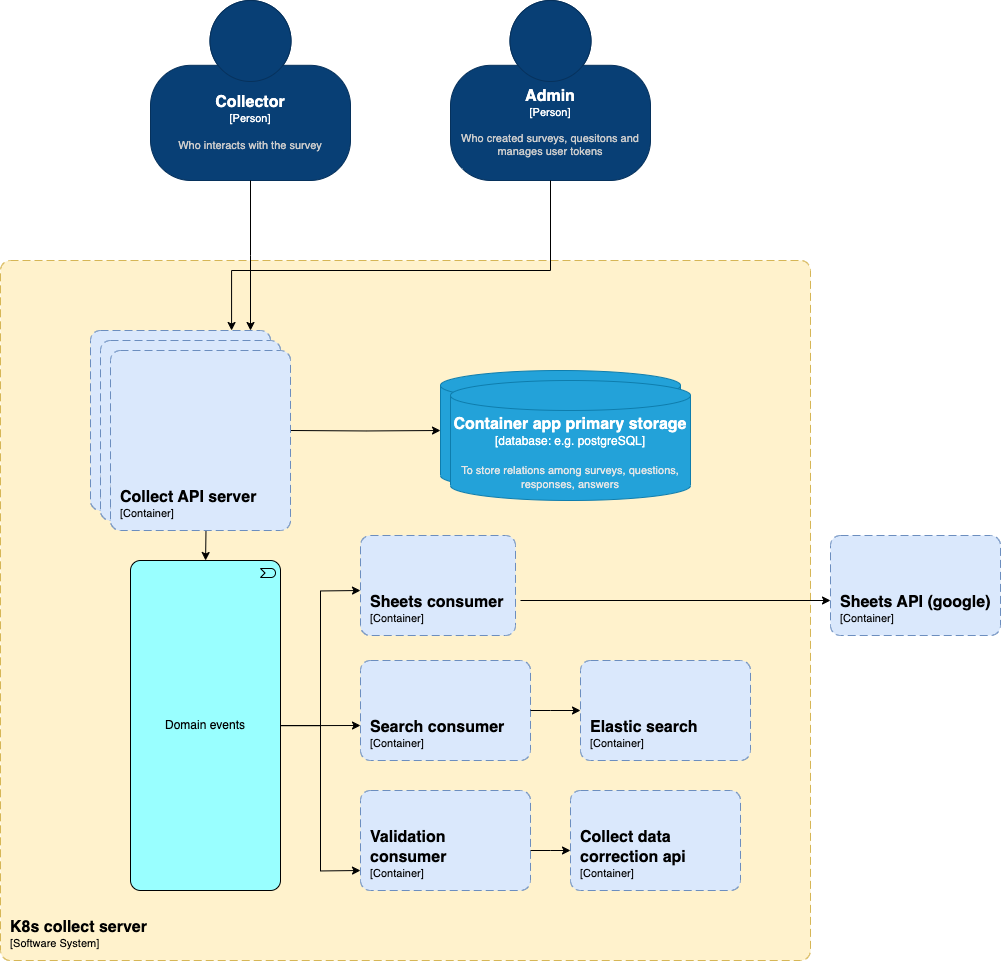 Collector
[Person]
Who interacts with the survey
Admin
[Person]
Who created surveys, quesitons and
manages user tokens
Container app primary storage
[database: e.g. postgreSQL]
To store relations among surveys, questions,
responses, answers
Collect API server
[Container]
Domain events
Sheets consumer
[Container]
Sheets API (google)
[Container]
Search consumer
[Container]
Elastic search
[Container]
Validation
consumer
[Container]
Collect data
correction api
[Container]
K8s collect server
[Software System]